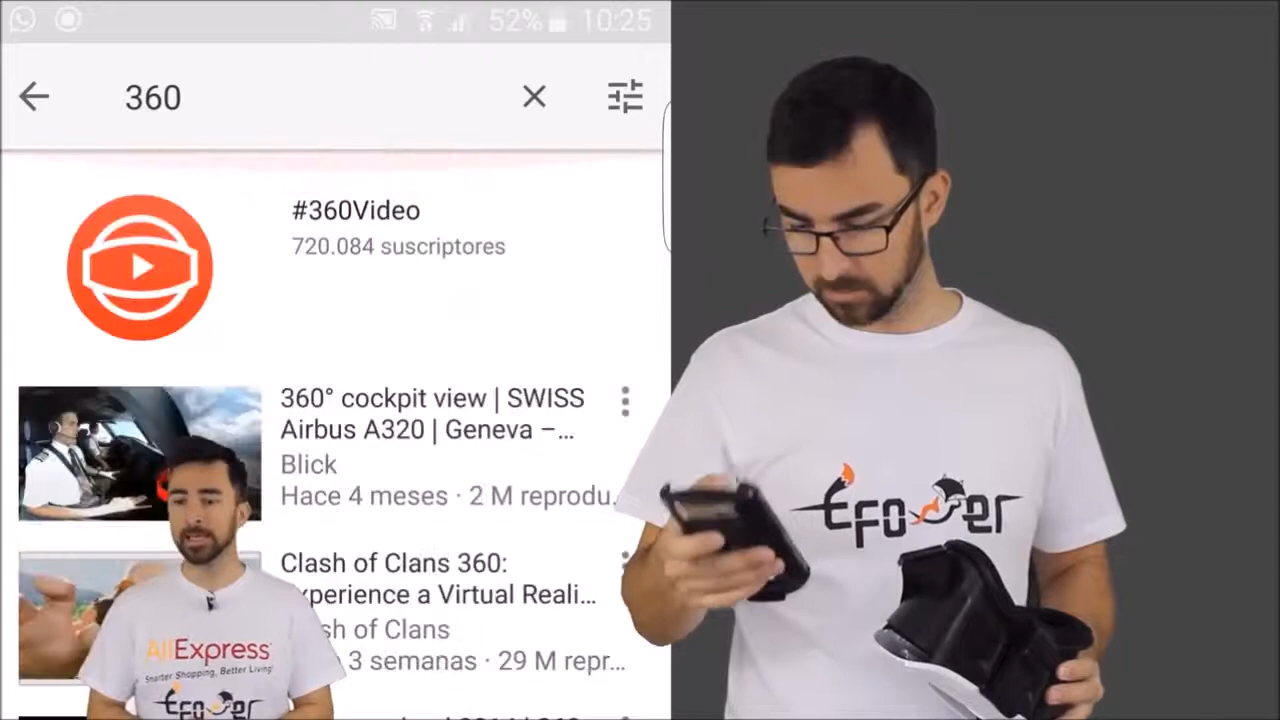 52% 10:25
360
#360Video
720.084 suscriptores
360° cockpit view | SWISS
Airbus A320 | Geneva –...
Blick
Hace 4 meses · 2 M reprodu...
Clash of Clans 360:
xperience a Virtual Reali...
sh of Clans
3 semanas · 29 M repr...
AliExpress
Smarter Shopping, Better Living!
Efower
Efower